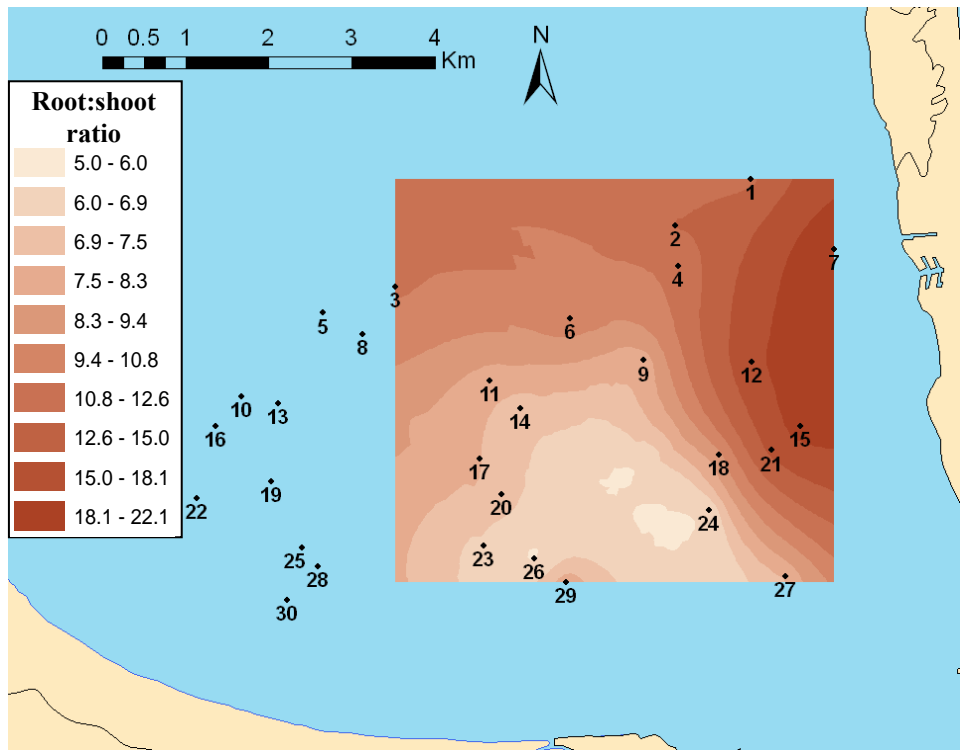 0 0.5 1 2 3 4
Km
N
Root:shoot
ratio
5.0 - 6.0
6.0 - 6.9
6.9 - 7.5
7.5 - 8.3
8.3 - 9.4
9.4 - 10.8
10.8 - 12.6
12.6 - 15.0
15.0 - 18.1
18.1 - 22.1
1
2
7
4
3
5
6
8
9
12
11
10
13
14
16
15
21
18
17
19
20
22
24
23
25
26
28
27
29
30